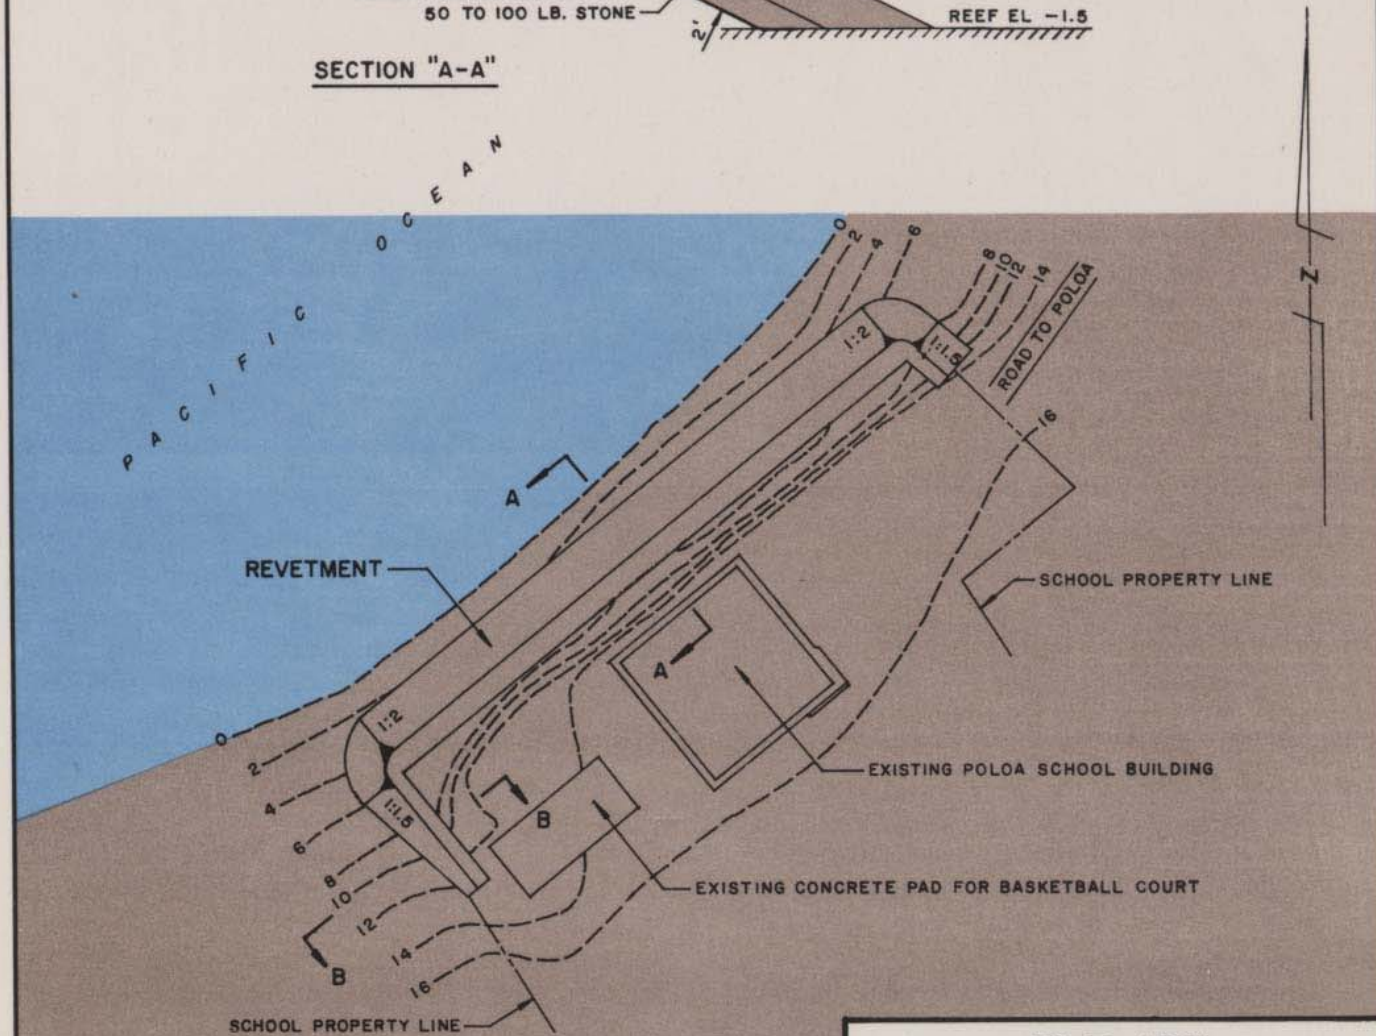 50 TO 100 LB. STONE
2'
REEF EL -1.5
SECTION "A-A"
PACIFIC OCEAN
0
2
4
6
8
10
12
14
ROAD TO POLOA
N
1:2
1:1.5
16
A
REVETMENT
SCHOOL PROPERTY LINE
A
1:2
0
2
EXISTING POLOA SCHOOL BUILDING
4
1:1.5
B
6
8
EXISTING CONCRETE PAD FOR BASKETBALL COURT
10
12
14
B
16
SCHOOL PROPERTY LINE